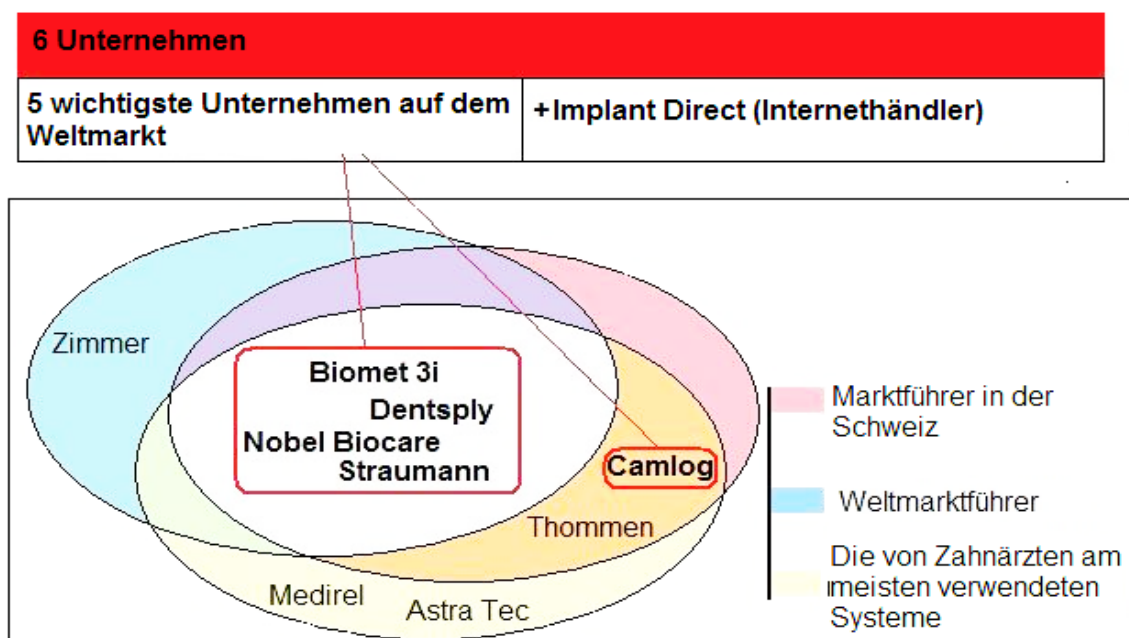 6 Unternehmen
5 wichtigste Unternehmen auf dem
Weltmarkt
+Implant Direct (Internethändler)
Zimmer
Biomet 3i
Dentsply
Nobel Biocare
Straumann
Camlog
Thommen
Medirel
Astra Tec
Marktführer in der
Schweiz
Weltmarktführer
Die von Zahnärzten am
meisten verwendeten
Systeme